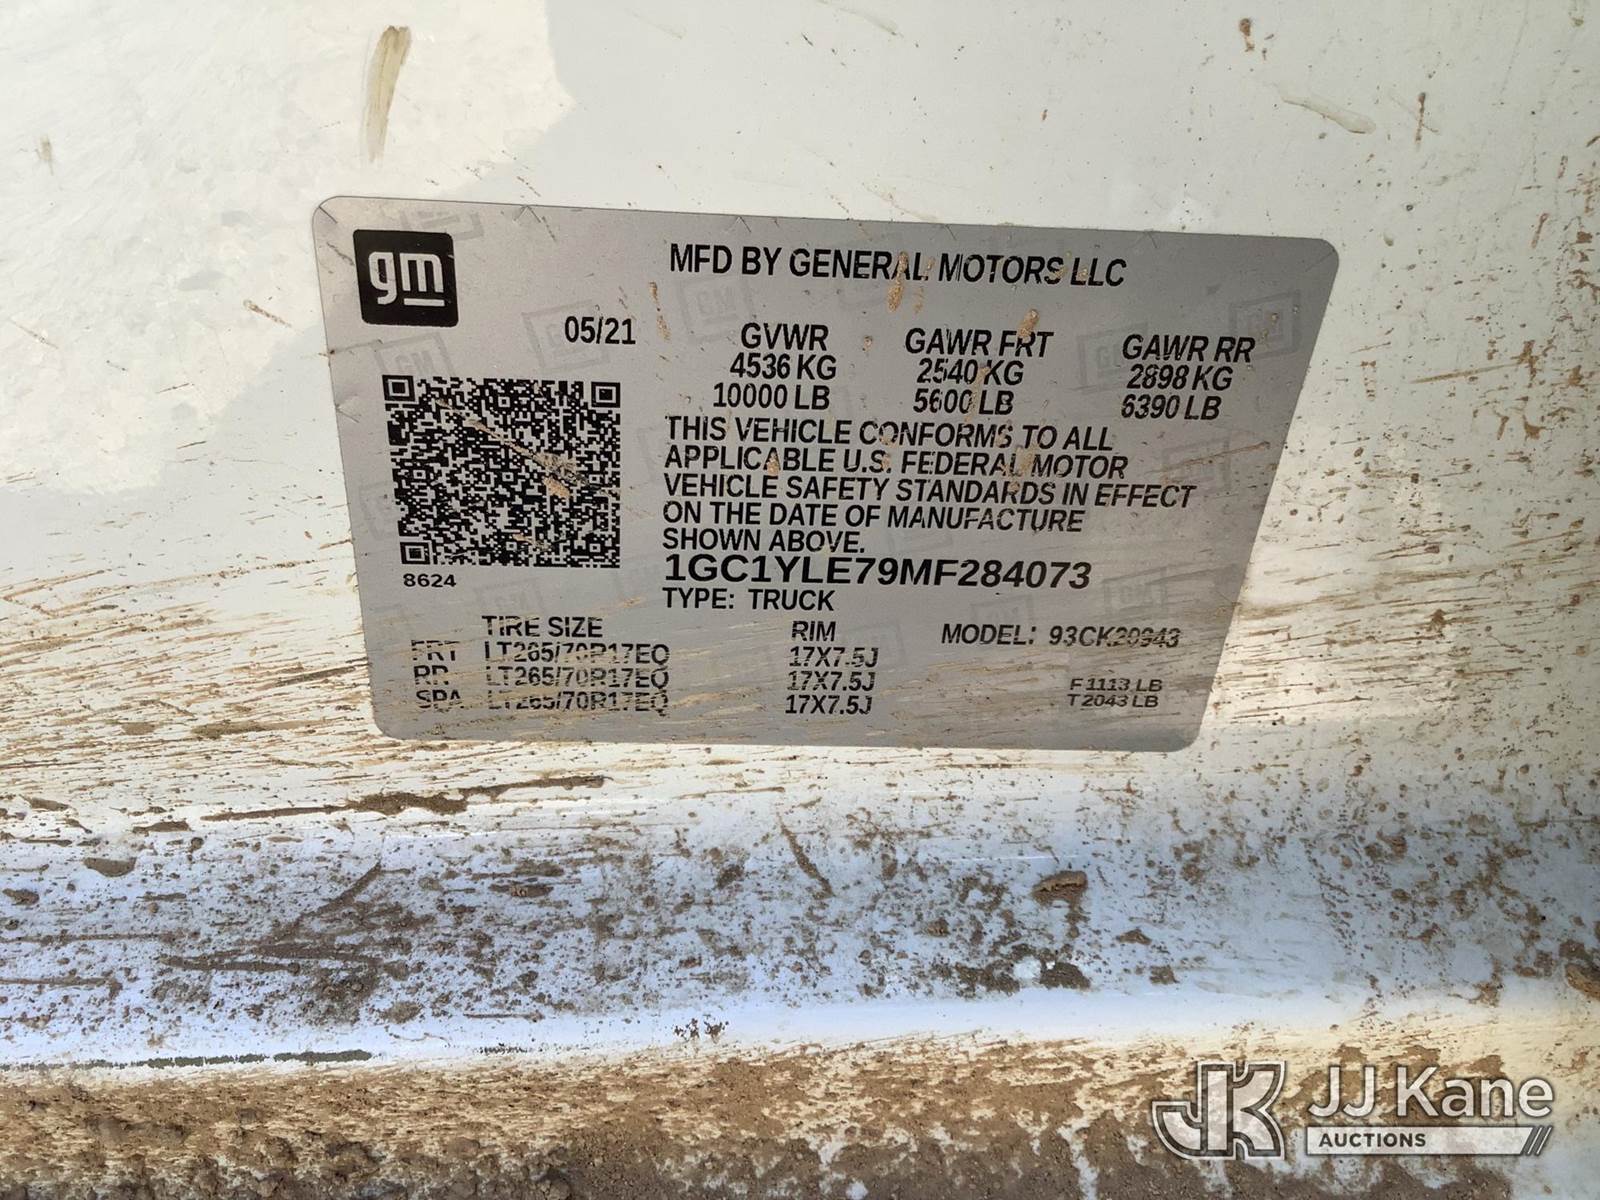 gm
MFD BY GENERAL MOTORS LLC
05/21
GVWR GAWR FRT GAWR RR
4536 KG 2540 KG 2898 KG
10000 LB 5600 LB 6390 LB
THIS VEHICLE CONFORMS TO ALL
APPLICABLE U.S. FEDERAL MOTOR
VEHICLE SAFETY STANDARDS IN EFFECT
ON THE DATE OF MANUFACTURE
SHOWN ABOVE.
1GC1YLE79MF284073
TYPE: TRUCK
8624
TIRE SIZE RIM MODEL: 93CK20943
FRT LT265/70R17EQ 17X7.5J
RR LT265/70R17EQ 17X7.5J F 1113 LB
SPA LT265/70R17EQ 17X7.5J T 2043 LB
JK JJ Kane
AUCTIONS